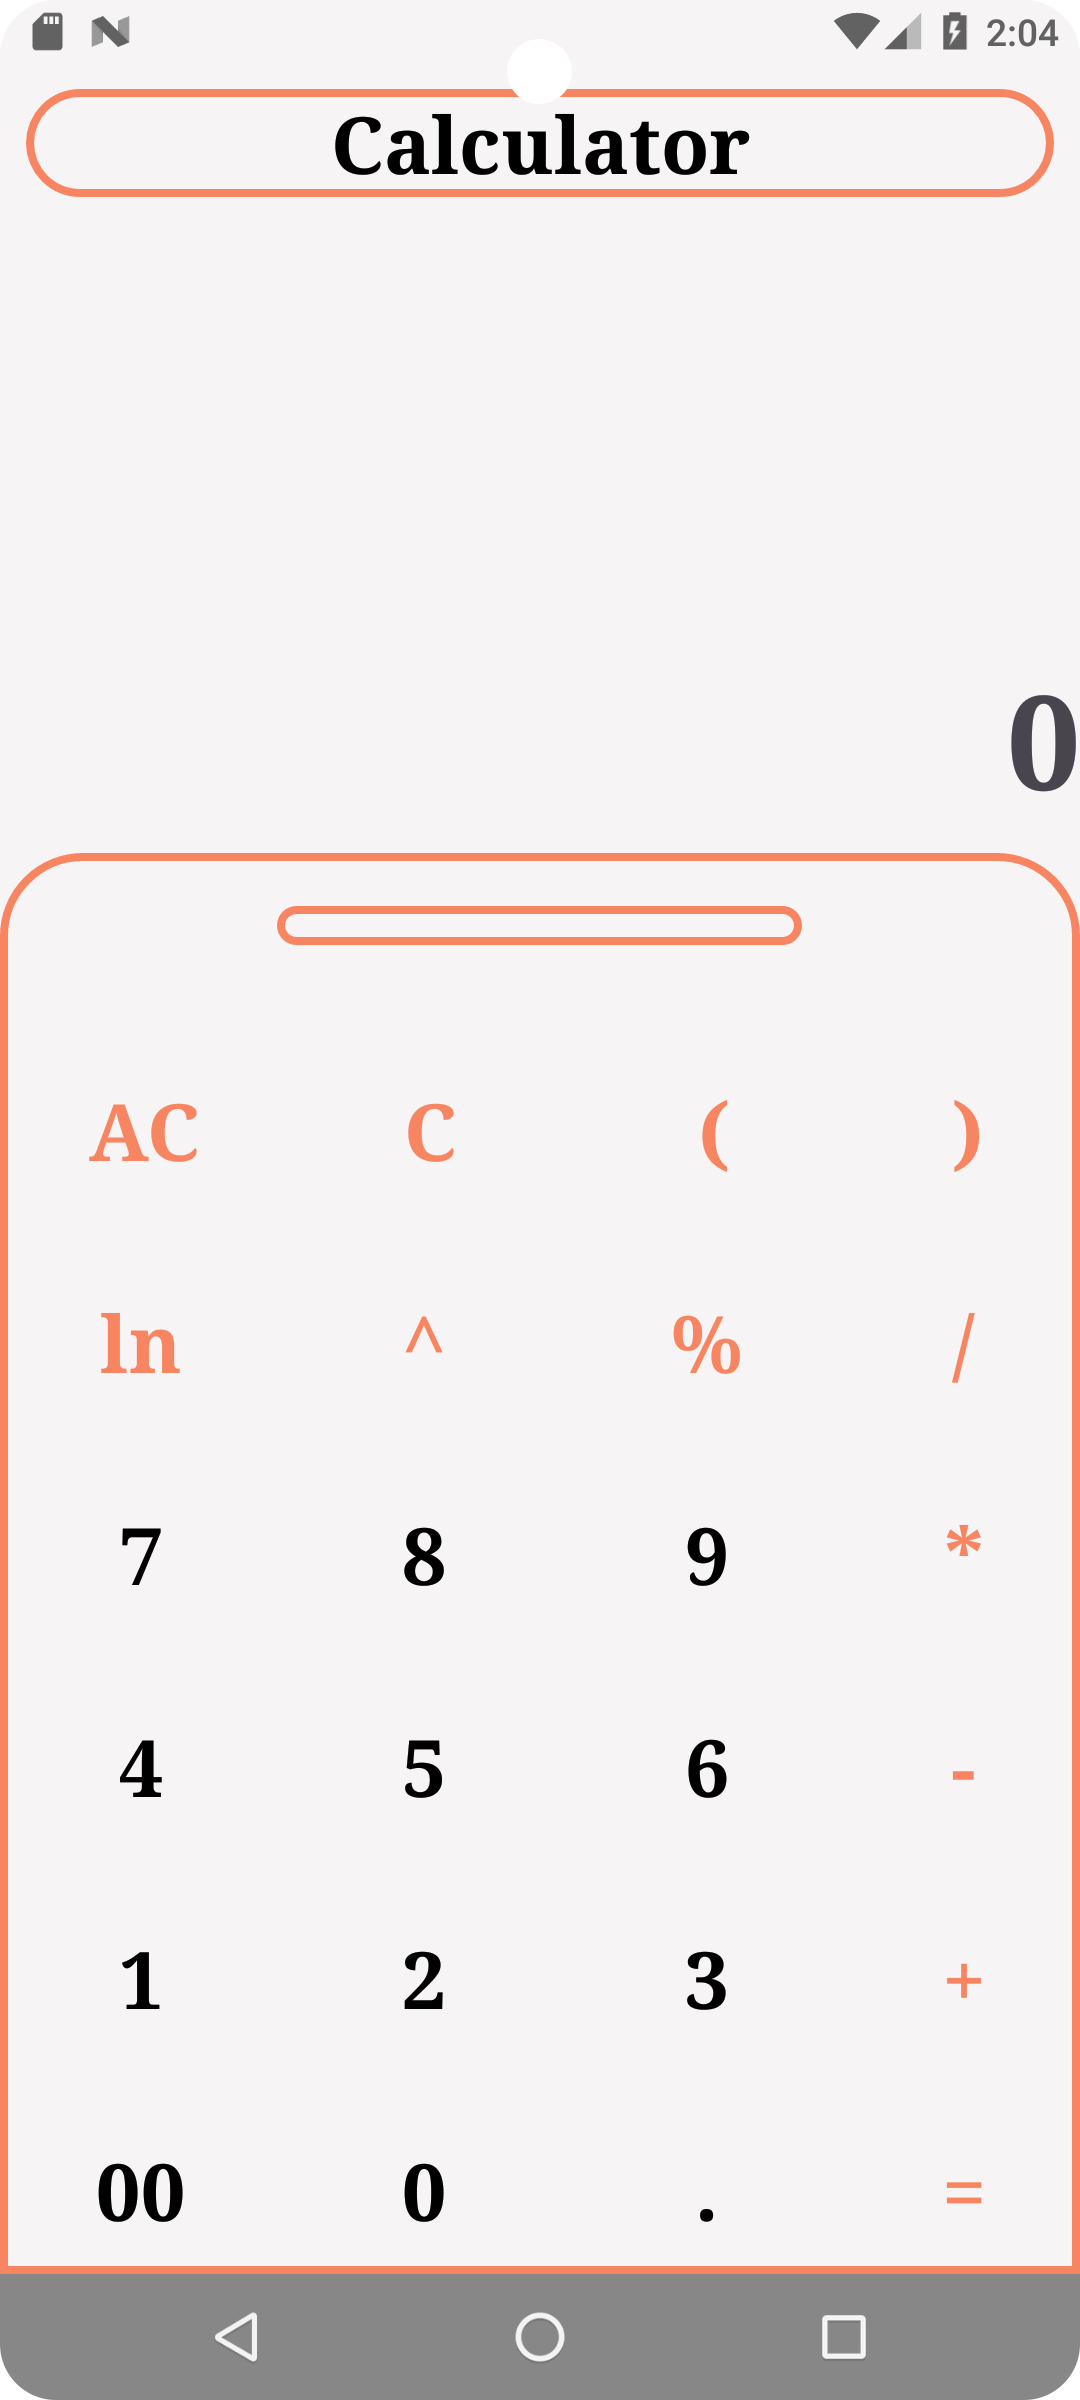 2:04
Calculator
0
AC C ( )
ln ^ % /
7 8 9 *
4 5 6 -
1 2 3 +
00 0 . =